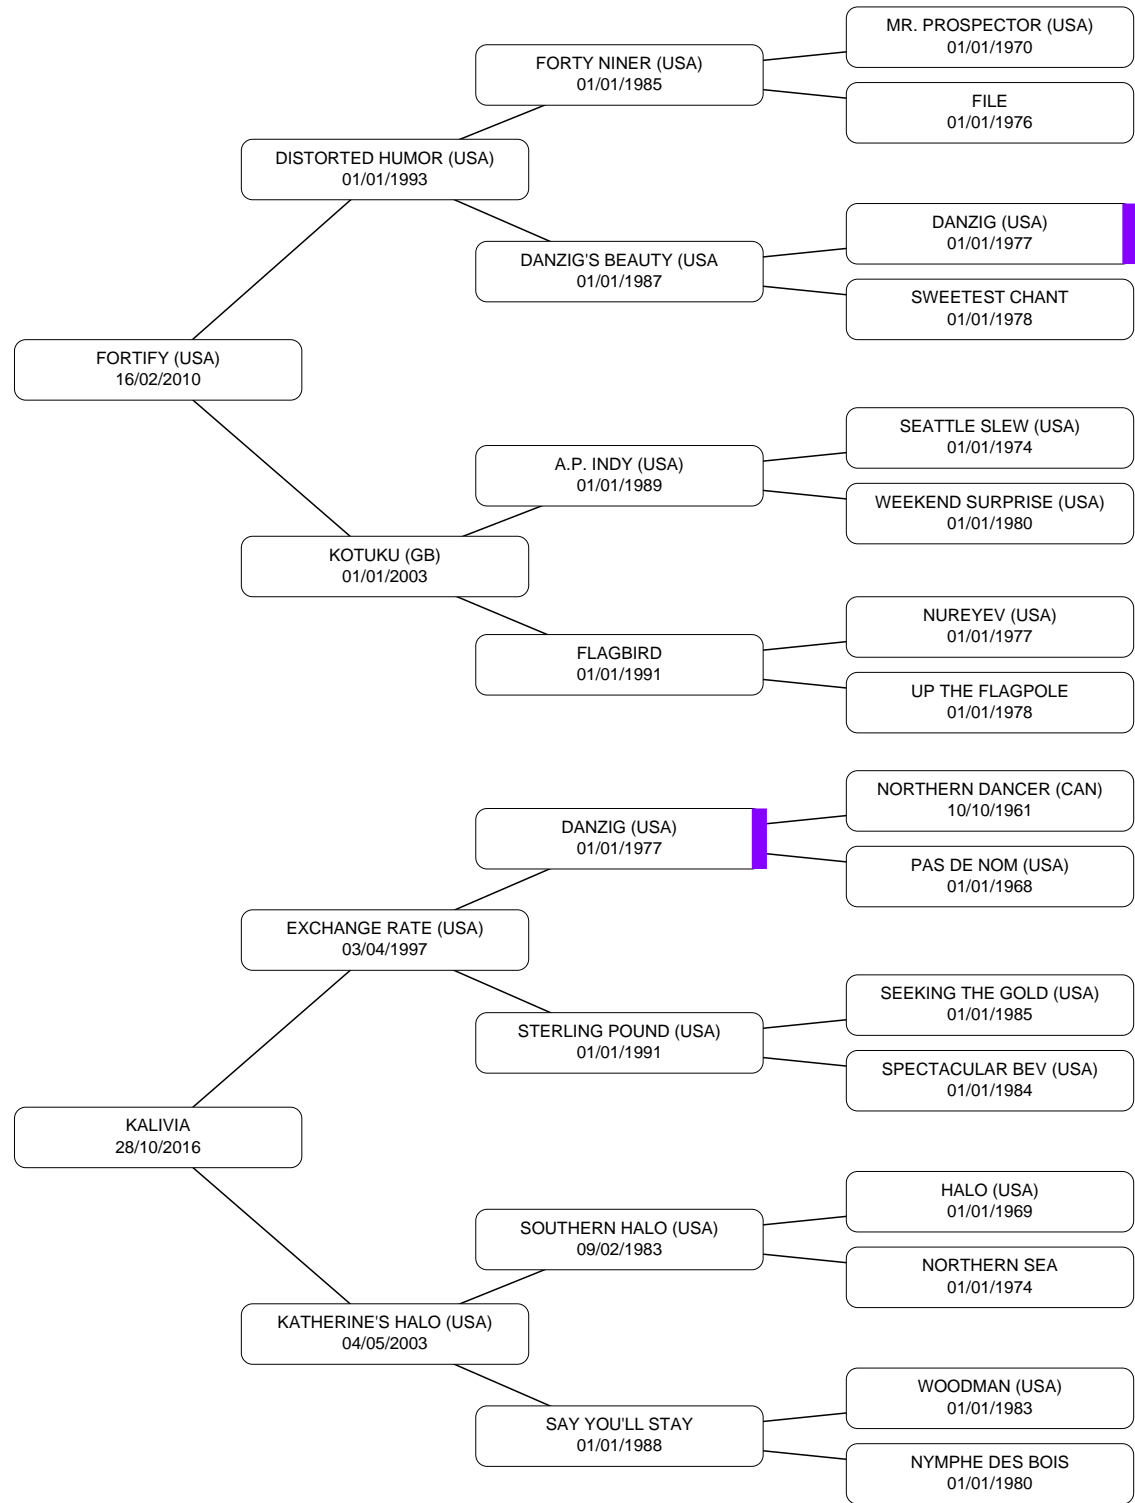 MR. PROSPECTOR (USA)
01/01/1970
FORTY NINER (USA)
01/01/1985
FILE
01/01/1976
DISTORTED HUMOR (USA)
01/01/1993
DANZIG (USA)
01/01/1977
DANZIG'S BEAUTY (USA
01/01/1987
SWEETEST CHANT
01/01/1978
FORTIFY (USA)
16/02/2010
SEATTLE SLEW (USA)
01/01/1974
A.P. INDY (USA)
01/01/1989
WEEKEND SURPRISE (USA)
01/01/1980
KOTUKU (GB)
01/01/2003
NUREYEV (USA)
01/01/1977
FLAGBIRD
01/01/1991
UP THE FLAGPOLE
01/01/1978
NORTHERN DANCER (CAN)
10/10/1961
DANZIG (USA)
01/01/1977
PAS DE NOM (USA)
01/01/1968
EXCHANGE RATE (USA)
03/04/1997
SEEKING THE GOLD (USA)
01/01/1985
STERLING POUND (USA)
01/01/1991
SPECTACULAR BEV (USA)
01/01/1984
KALIVIA
28/10/2016
HALO (USA)
01/01/1969
SOUTHERN HALO (USA)
09/02/1983
NORTHERN SEA
01/01/1974
KATHERINE'S HALO (USA)
04/05/2003
WOODMAN (USA)
01/01/1983
SAY YOU'LL STAY
01/01/1988
NYMPHE DES BOIS
01/01/1980